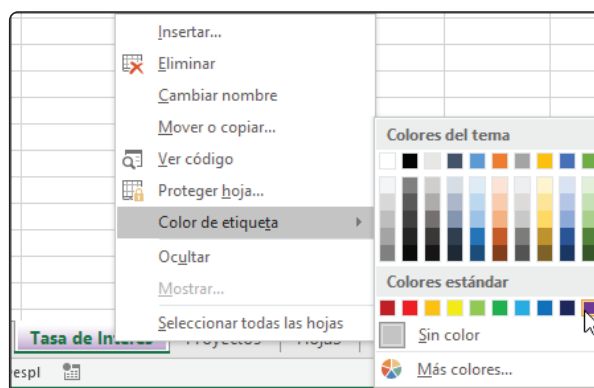 Insertar...
Eliminar
Cambiar nombre
Mover o copiar...
Ver código
Proteger hoja...
Color de etiqueta
Ocultar
Mostrar...
Seleccionar todas las hojas
Colores del tema
Colores estándar
Sin color
Más colores...
Tasa de Interés Proyectos Hojas
espl